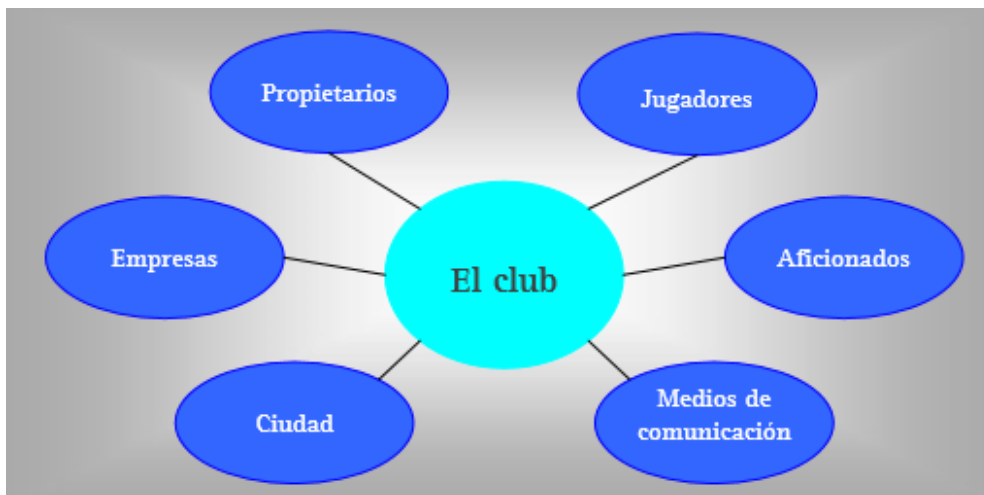 Propietarios
Jugadores
Empresas
El club
Aficionados
Ciudad
Medios de
comunicación